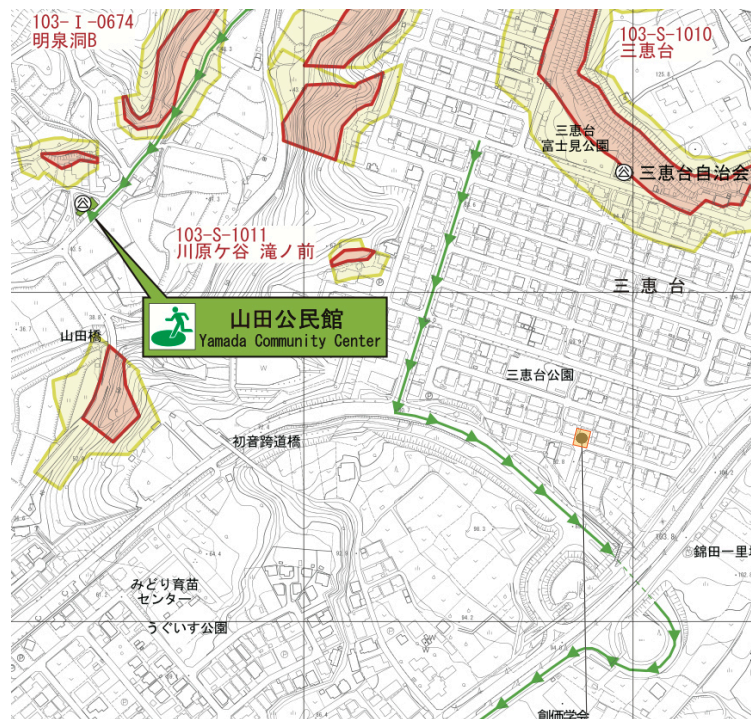 103-Ⅰ-0674
明泉洞B
103-S-1010
三恵台
三恵台
富士見公園
三恵台自治会
103-S-1011
川原ケ谷 滝ノ前
三 恵 台
山田公民館
Yamada Community Center
山田橋
三恵台公園
初音跨道橋
錦田一里
みどり育苗
センター
うぐいす公園
創価学会